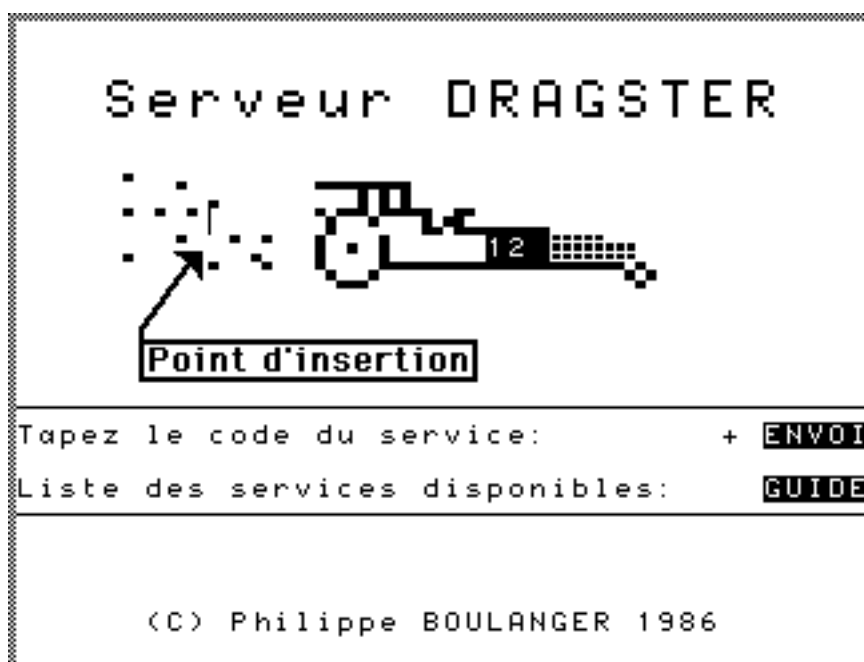 Serveur DRAGSTER
12
Point d'insertion
Tapez le code du service: + ENVOI
Liste des services disponibles: GUIDE
(C) Philippe BOULANGER 1986